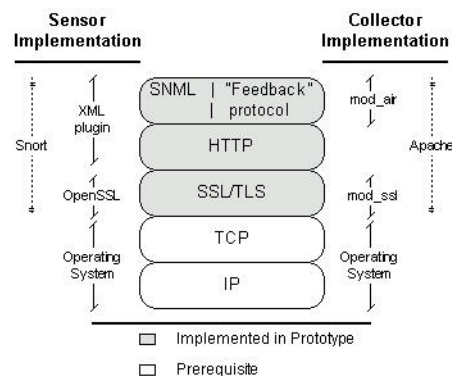 Sensor
Implementation
Collector
Implementation
SNML | "Feedback"
| protocol
HTTP
SSL/TLS
TCP
IP
XML
plugin
Snort
OpenSSL
Operating
System
mod_air
Apache
mod_ssl
Operating
System
Implemented in Prototype
Prerequisite